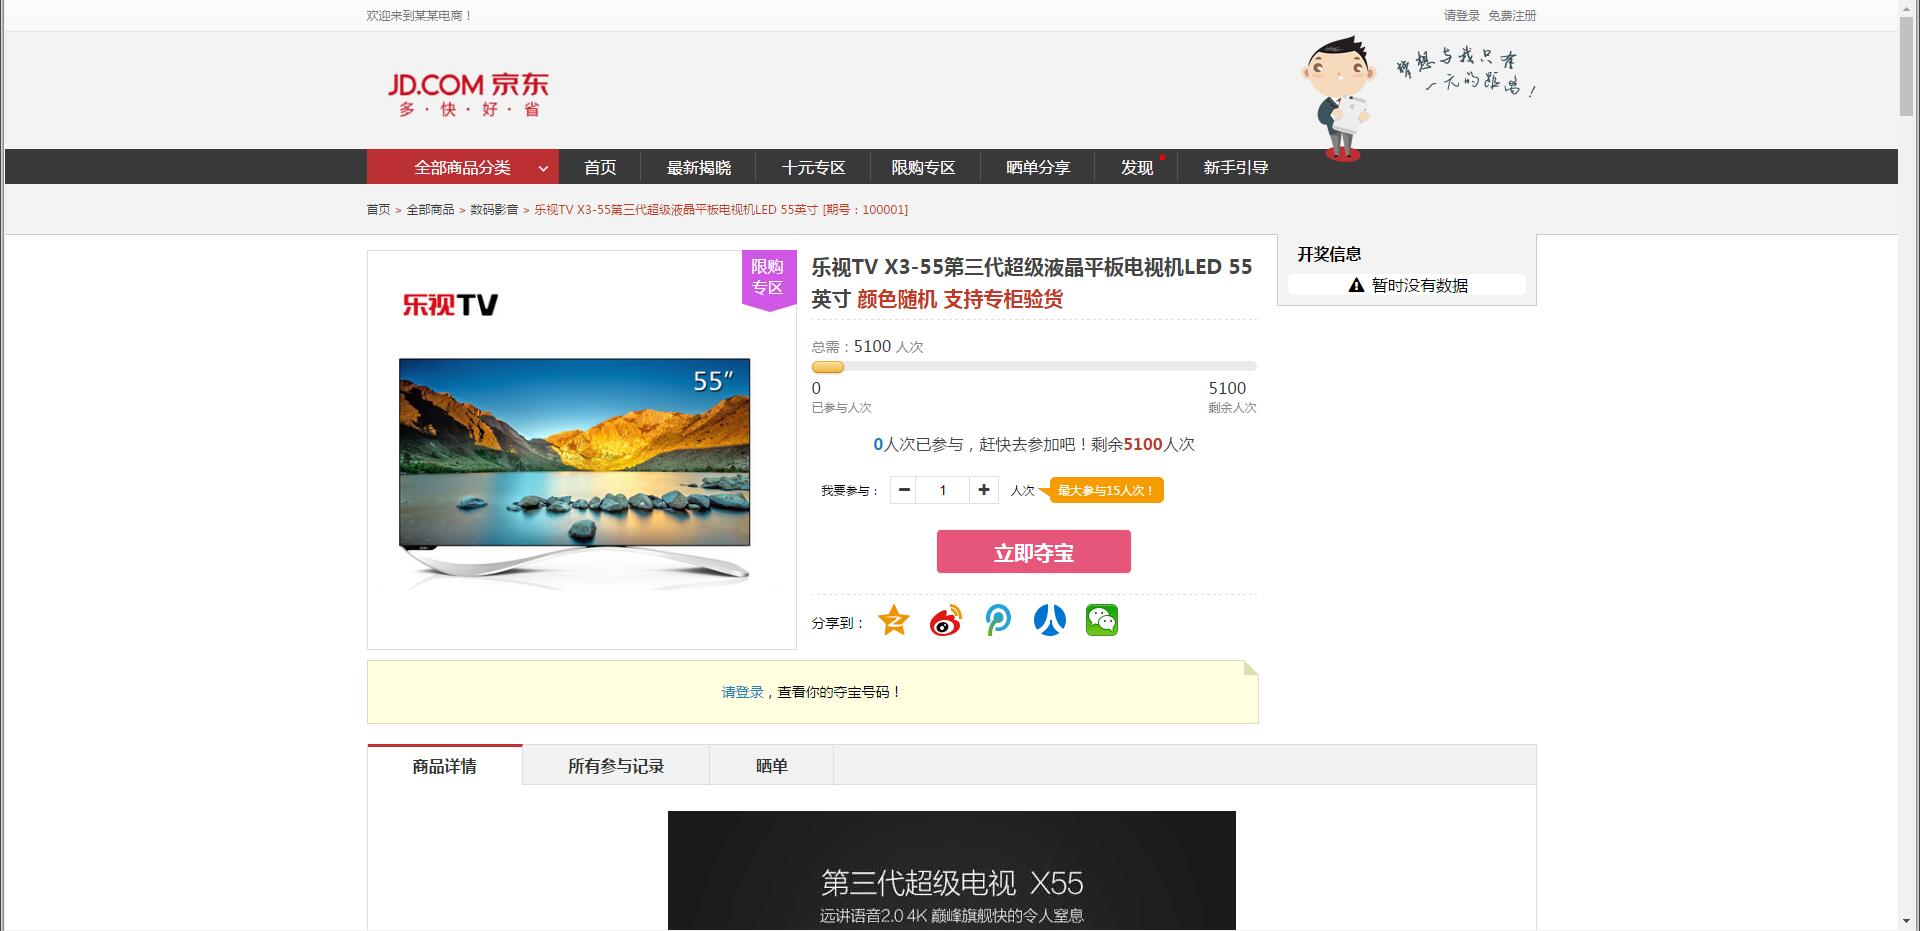 欢迎来到某某电商！
请登录 免费注册
JD.COM 京东
多·快·好·省
梦想与我只有
一元的距离！
全部商品分类 首页 最新揭晓 十元专区 限购专区 晒单分享 发现 新手引导
首页 > 全部商品 > 数码影音 > 乐视TV X3-55第三代超级液晶平板电视机LED 55英寸 [期号：100001]
限购
专区
乐视TV
55”
乐视TV X3-55第三代超级液晶平板电视机LED 55
英寸 颜色随机 支持专柜验货
总需：5100 人次
0 5100
已参与人次 剩余人次
0人次已参与，赶快去参加吧！剩余5100人次
我要参与： 1 人次 最大参与15人次！
立即夺宝
分享到：
开奖信息
暂时没有数据
请登录，查看你的夺宝号码！
商品详情 所有参与记录 晒单
第三代超级电视 X55
远讲语音2.0 4K 巅峰旗舰快的令人窒息